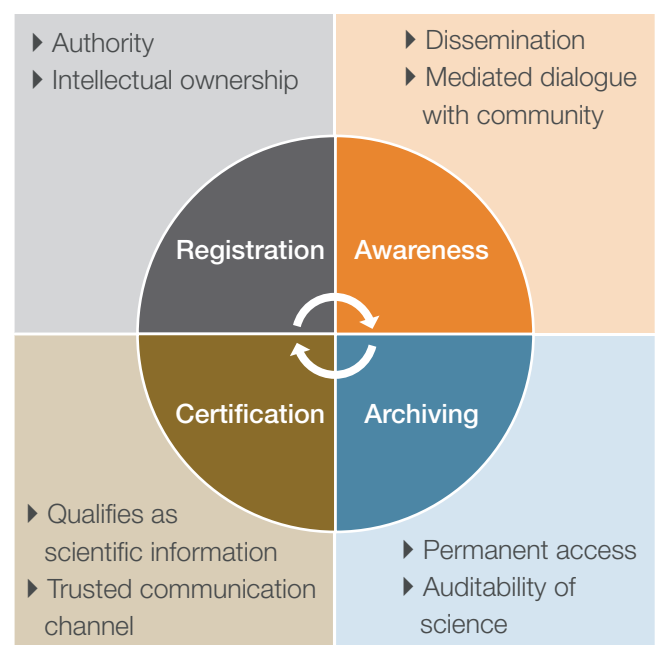 ▶ Authority
▶ Intellectual ownership
▶ Dissemination
▶ Mediated dialogue
with community
Registration
Awareness
Certification
Archiving
▶ Qualifies as
scientific information
▶ Trusted communication
channel
▶ Permanent access
▶ Auditability of
science